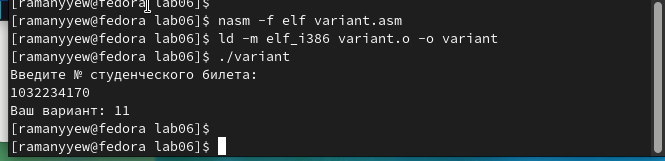 [ramanyyew@fedora lab06]$
[ramanyyew@fedora lab06]$ nasm -f elf variant.asm
[ramanyyew@fedora lab06]$ ld -m elf_i386 variant.o -o variant
[ramanyyew@fedora lab06]$ ./variant
Введите № студенческого билета:
1032234170
Ваш вариант: 11
[ramanyyew@fedora lab06]$
[ramanyyew@fedora lab06]$